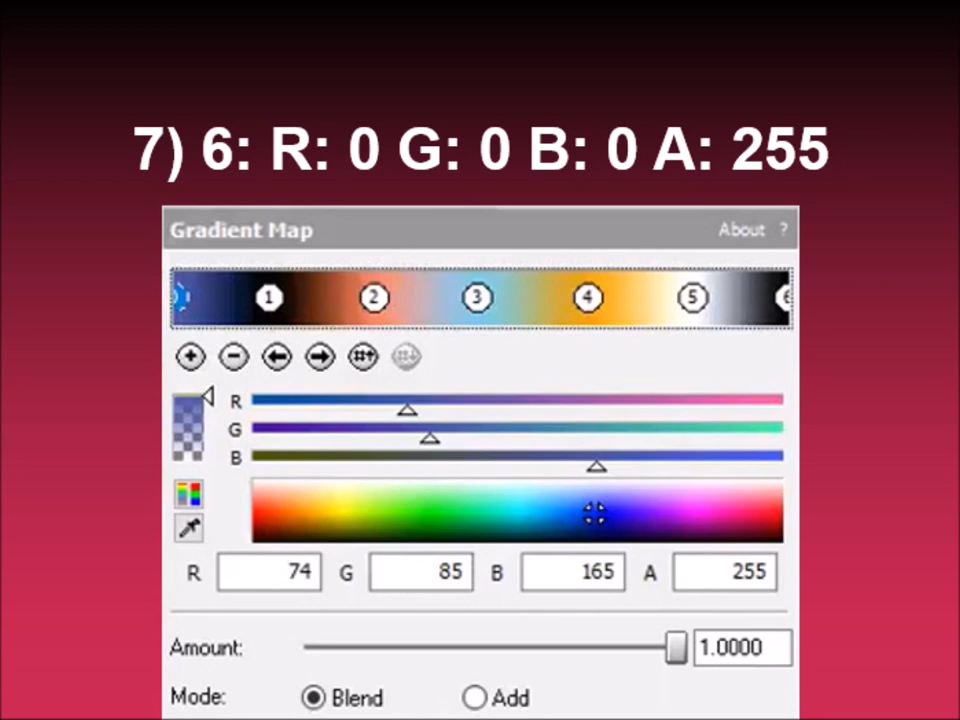 7) 6: R: 0 G: 0 B: 0 A: 255
Gradient Map About ?
1 2 3 4 5 6
R
G
B
R 74 G 85 B 165 A 255
Amount: 1.0000
Mode: Blend Add